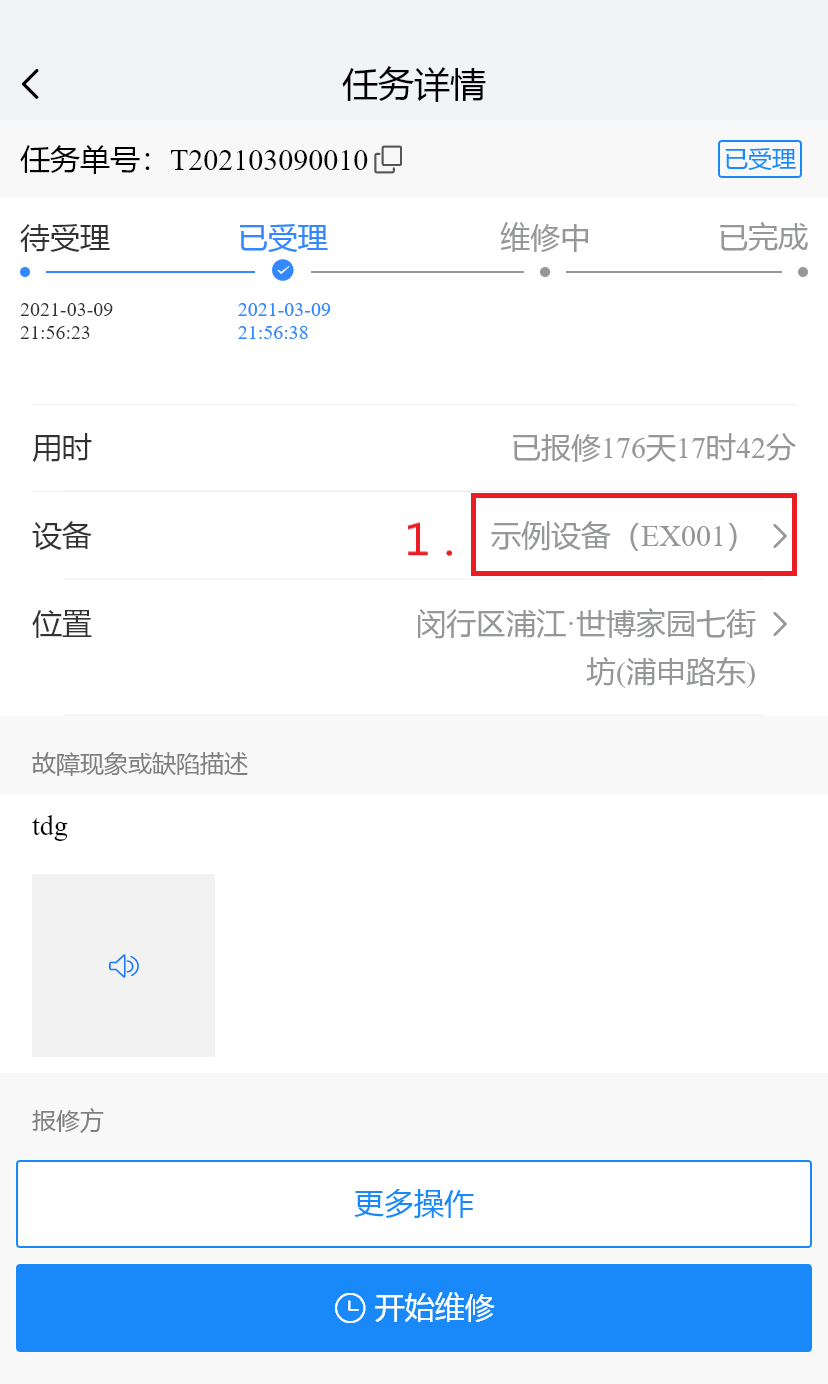 任务详情
任务单号：T202103090010
已受理
待受理 已受理 维修中 已完成
2021-03-09 2021-03-09
21:56:23 21:56:38
用时 已报修176天17时42分
设备 1. 示例设备（EX001）
位置 闵行区浦江·世博家园七街
坊(浦申路东)
故障现象或缺陷描述
tdg
报修方
更多操作
开始维修